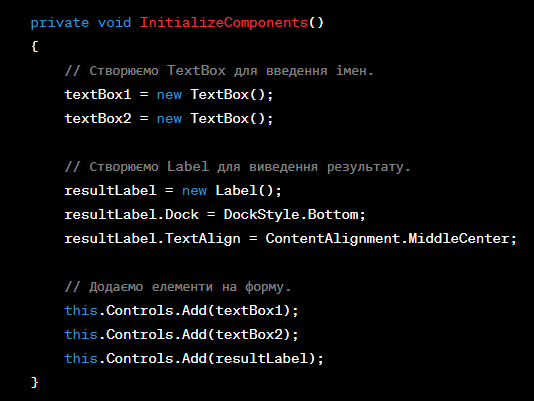 private void InitializeComponents()
{
    // Створюємо TextBox для введення імен.
    textBox1 = new TextBox();
    textBox2 = new TextBox();

    // Створюємо Label для виведення результату.
    resultLabel = new Label();
    resultLabel.Dock = DockStyle.Bottom;
    resultLabel.TextAlign = ContentAlignment.MiddleCenter;

    // Додаємо елементи на форму.
    this.Controls.Add(textBox1);
    this.Controls.Add(textBox2);
    this.Controls.Add(resultLabel);
}